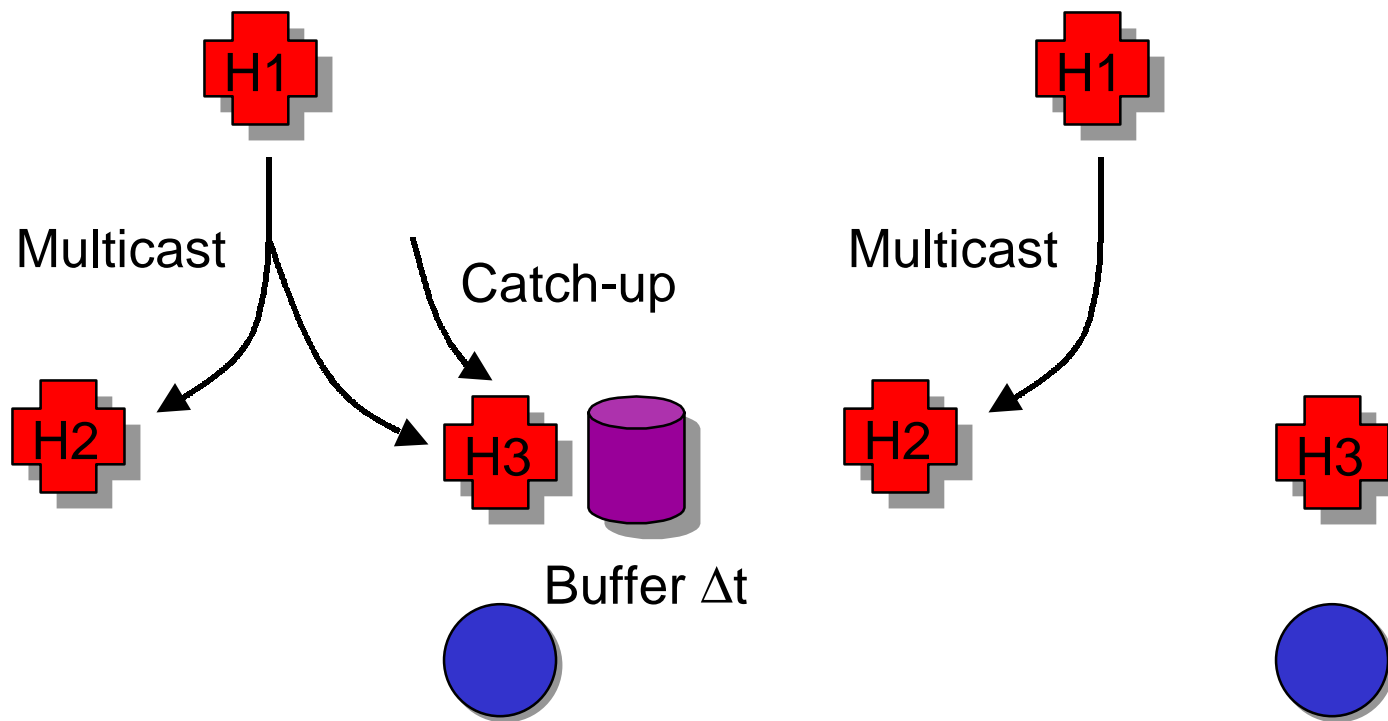 H1
Multicast
Catch-up
H2
H3
Buffer Δt
H1
Multicast
H2
H3